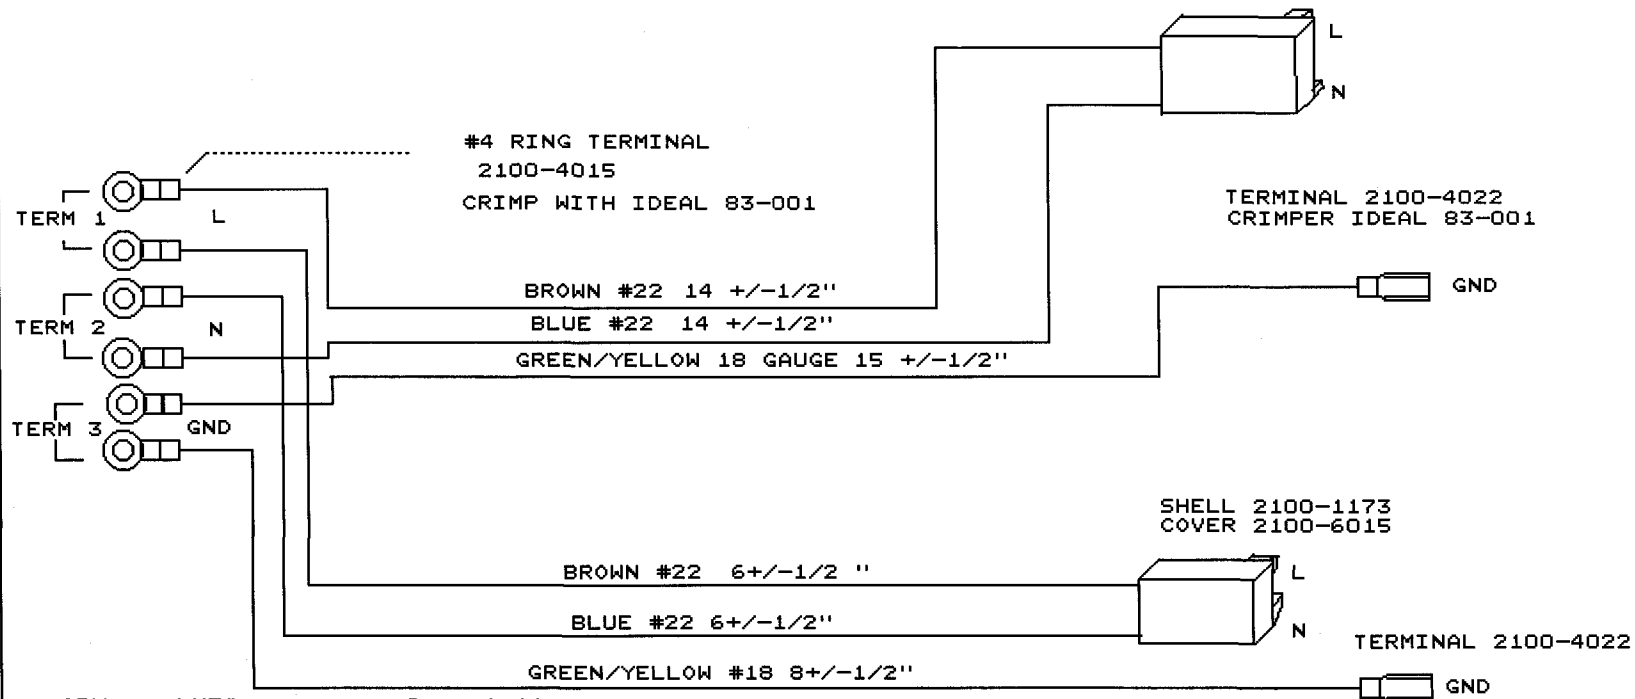 L
N
#4 RING TERMINAL
2100-4015
CRIMP WITH IDEAL 83-001
TERMINAL 2100-4022
CRIMPER IDEAL 83-001
TERM 1
L
BROWN #22 14 +/-1/2"
GND
TERM 2
N
BLUE #22 14 +/-1/2"
GREEN/YELLOW 18 GAUGE 15 +/-1/2"
TERM 3
GND
SHELL 2100-1173
COVER 2100-6015
BROWN #22 6+/-1/2 "
L
BLUE #22 6+/-1/2"
N
TERMINAL 2100-4022
GREEN/YELLOW #18 8+/-1/2"
GND